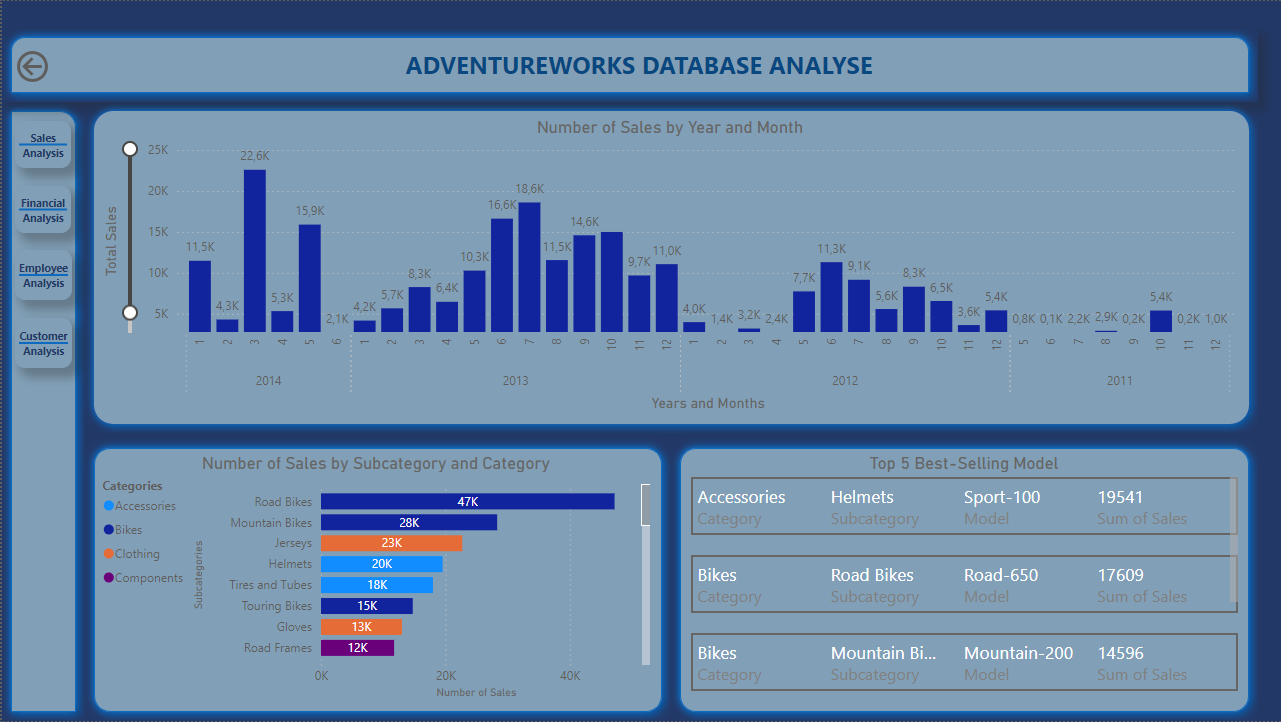 ADVENTUREWORKS DATABASE ANALYSE
Sales
Analysis
Financial
Analysis
Employee
Analysis
Customer
Analysis
Number of Sales by Year and Month
Total Sales
25K
20K
15K
10K
5K
11,5K
4,3K
22,6K
5,3K
15,9K
2,1K
4,2K
5,7K
8,3K
6,4K
10,3K
16,6K
18,6K
11,5K
14,6K
9,7K
11,0K
4,0K
1,4K
3,2K
2,4K
7,7K
11,3K
9,1K
5,6K
8,3K
6,5K
3,6K
5,4K
0,8K
0,1K
2,2K
2,9K
0,2K
5,4K
0,2K
1,0K
1 2 3 4 5 6 1 2 3 4 5 6 7 8 9 10 11 12 1 2 3 4 5 6 7 8 9 10 11 12 5 6 7 8 9 10 11 12
2014 2013 2012 2011
Years and Months
Number of Sales by Subcategory and Category
Categories
Accessories
Bikes
Clothing
Components
Subcategories
Road Bikes 47K
Mountain Bikes 28K
Jerseys 23K
Helmets 20K
Tires and Tubes 18K
Touring Bikes 15K
Gloves 13K
Road Frames 12K
0K 20K 40K
Number of Sales
Top 5 Best-Selling Model
Accessories Helmets Sport-100 19541
Category Subcategory Model Sum of Sales
Bikes Road Bikes Road-650 17609
Category Subcategory Model Sum of Sales
Bikes Mountain Bi... Mountain-200 14596
Category Subcategory Model Sum of Sales